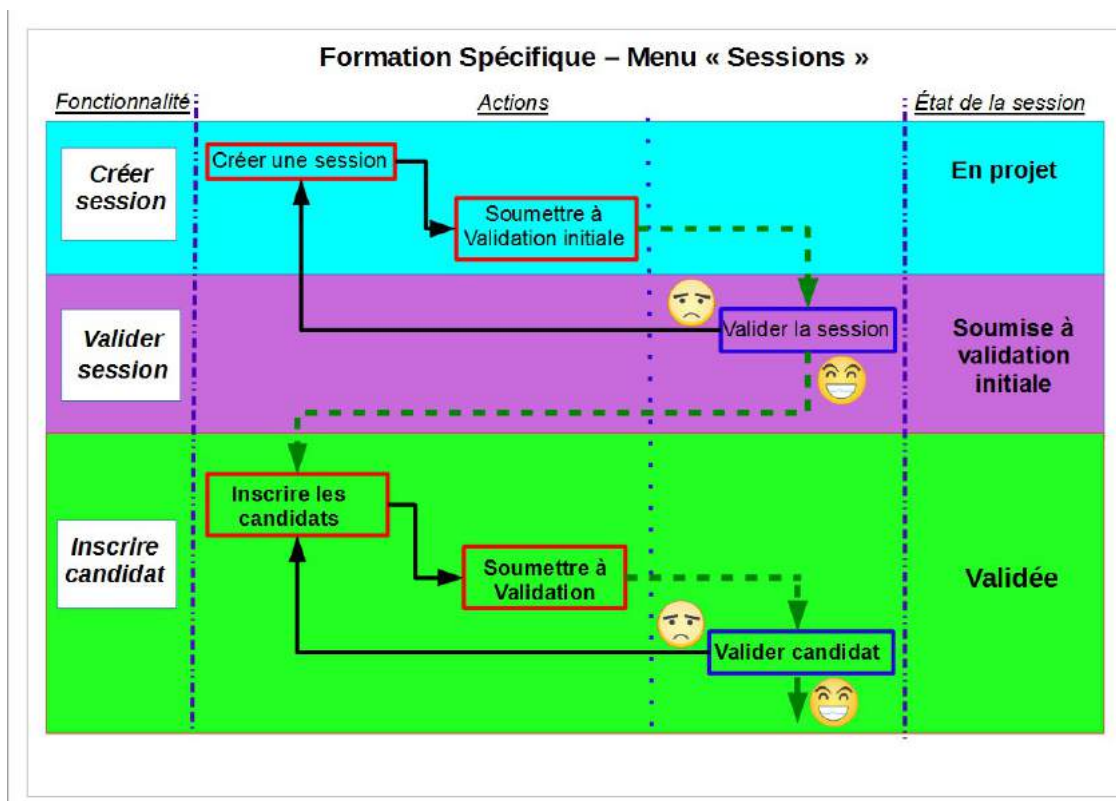 Formation Spécifique – Menu « Sessions »
Fonctionnalité
Actions
État de la session
Créer
session
Créer une session
Soumettre à
Validation initiale
En projet
Valider
session
Valider la session
Soumise à
validation
initiale
Inscrire
candidat
Inscrire les
candidats
Soumettre à
Validation
Valider candidat
Validée